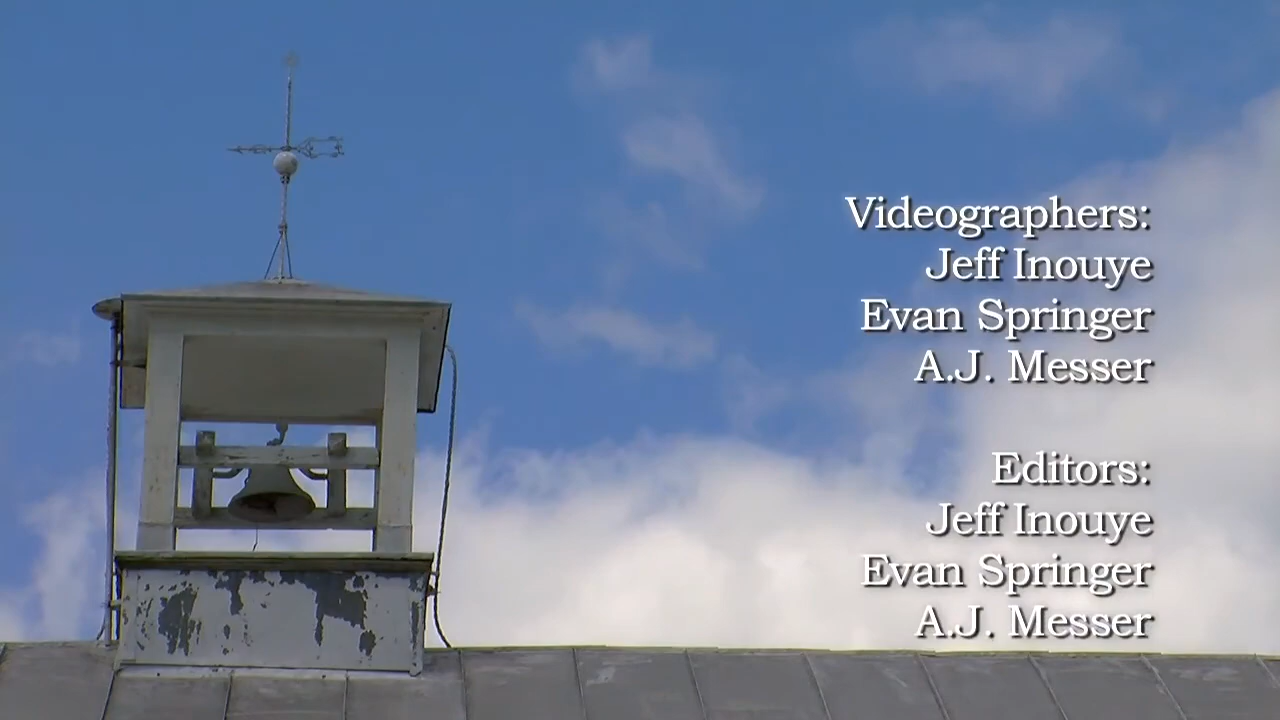 Videographers:
Jeff Inouye
Evan Springer
A.J. Messer
Editors:
Jeff Inouye
Evan Springer
A.J. Messer